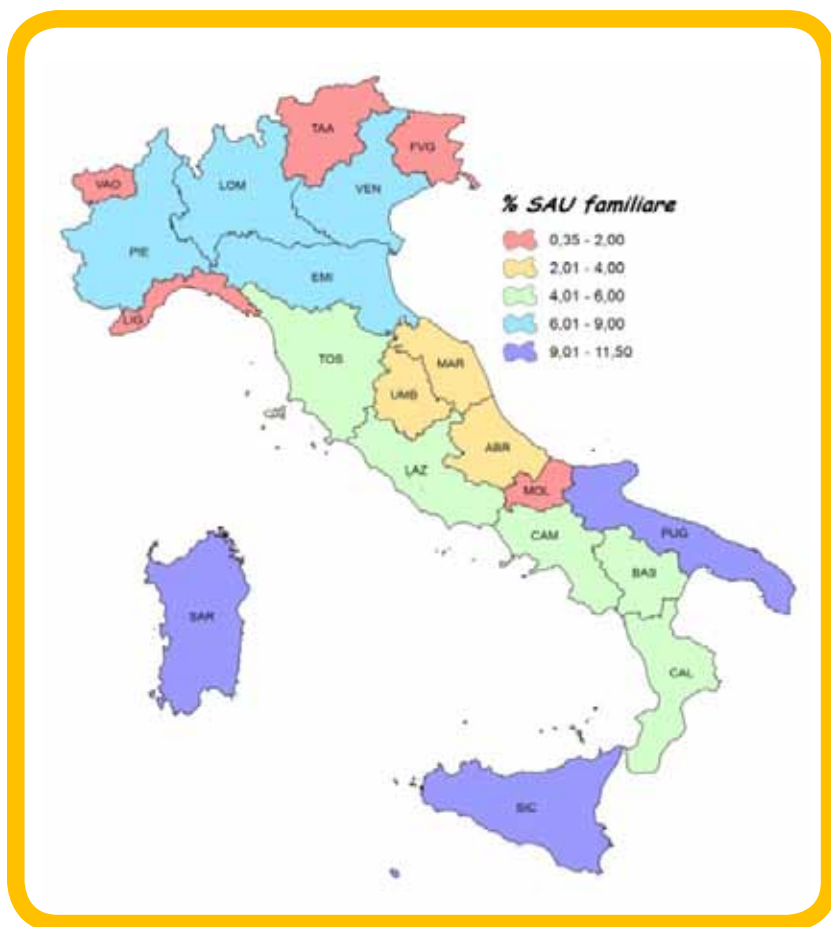 TAA
FVG
VAO
LOM
VEN
% SAU familiare
0,35 - 2,00
PIE
2,01 - 4,00
EMI
4,01 - 6,00
LIG
6,01 - 9,00
9,01 - 11,50
TOS
MAR
UMB
ABR
LAZ
MOL
CAM
PUG
BAS
SAR
CAL
SIC